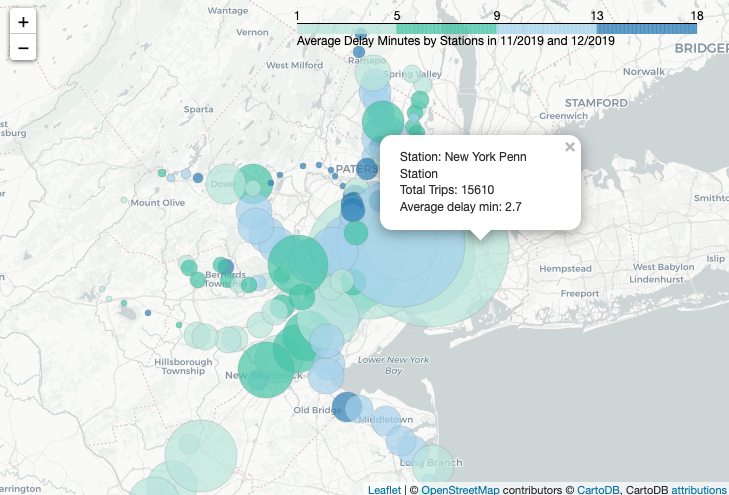 +
−
1 5 9 13 18
Average Delay Minutes by Stations in 11/2019 and 12/2019
Wantage
Vernon
West Milford
Ramapo
Spring Valley
BRIDGEP
Norwalk
STAMFORD
Greenwich
Sparta
×
Station: New York Penn
Station
Total Trips: 15610
Average delay min: 2.7
PATERS
Dove
Mount Olive
Smithto
Hempstead
West Babylon
Islip
Lindenhurst
Freeport
Bernards
Township
Hillsborough
Township
New Brunswick
Lower New York
Bay
Old Bridge
Middletown
Long Branch
Leaflet | © OpenStreetMap contributors © CartoDB, CartoDB attributions